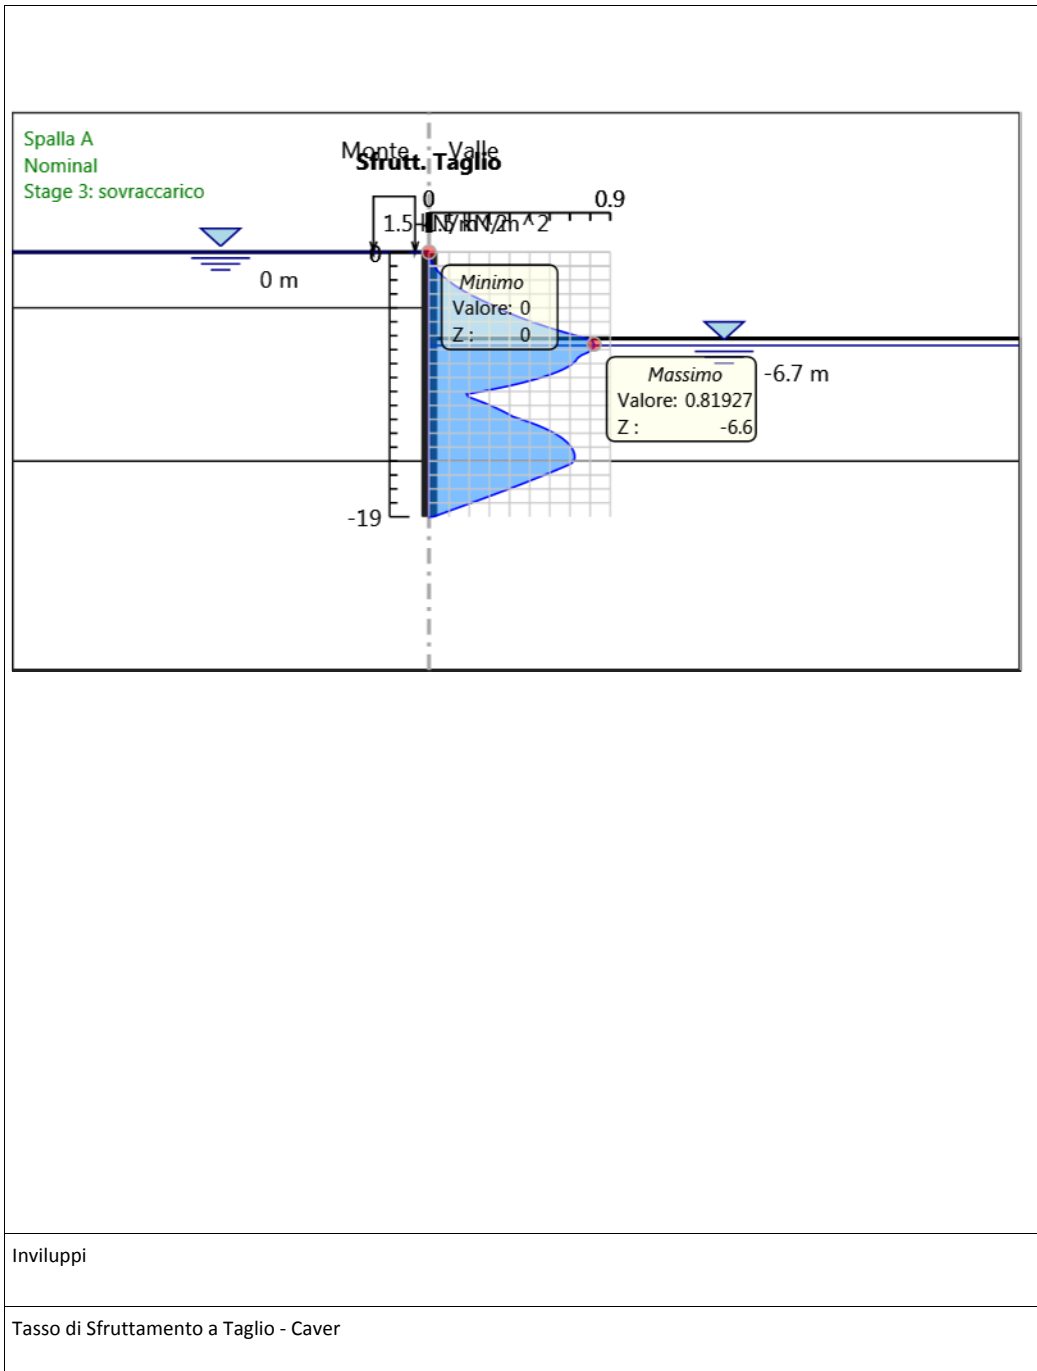 Spalla A
Nominal
Stage 3: sovraccarico
Monte
Valle
Sfrutt. Taglio
0
0.9
1.5
0
0 m
Minimo
Valore: 0
Z : 0
Massimo
Valore: 0.81927
Z : -6.6
-6.7 m
-19
Inviluppi
Tasso di Sfruttamento a Taglio - Caver